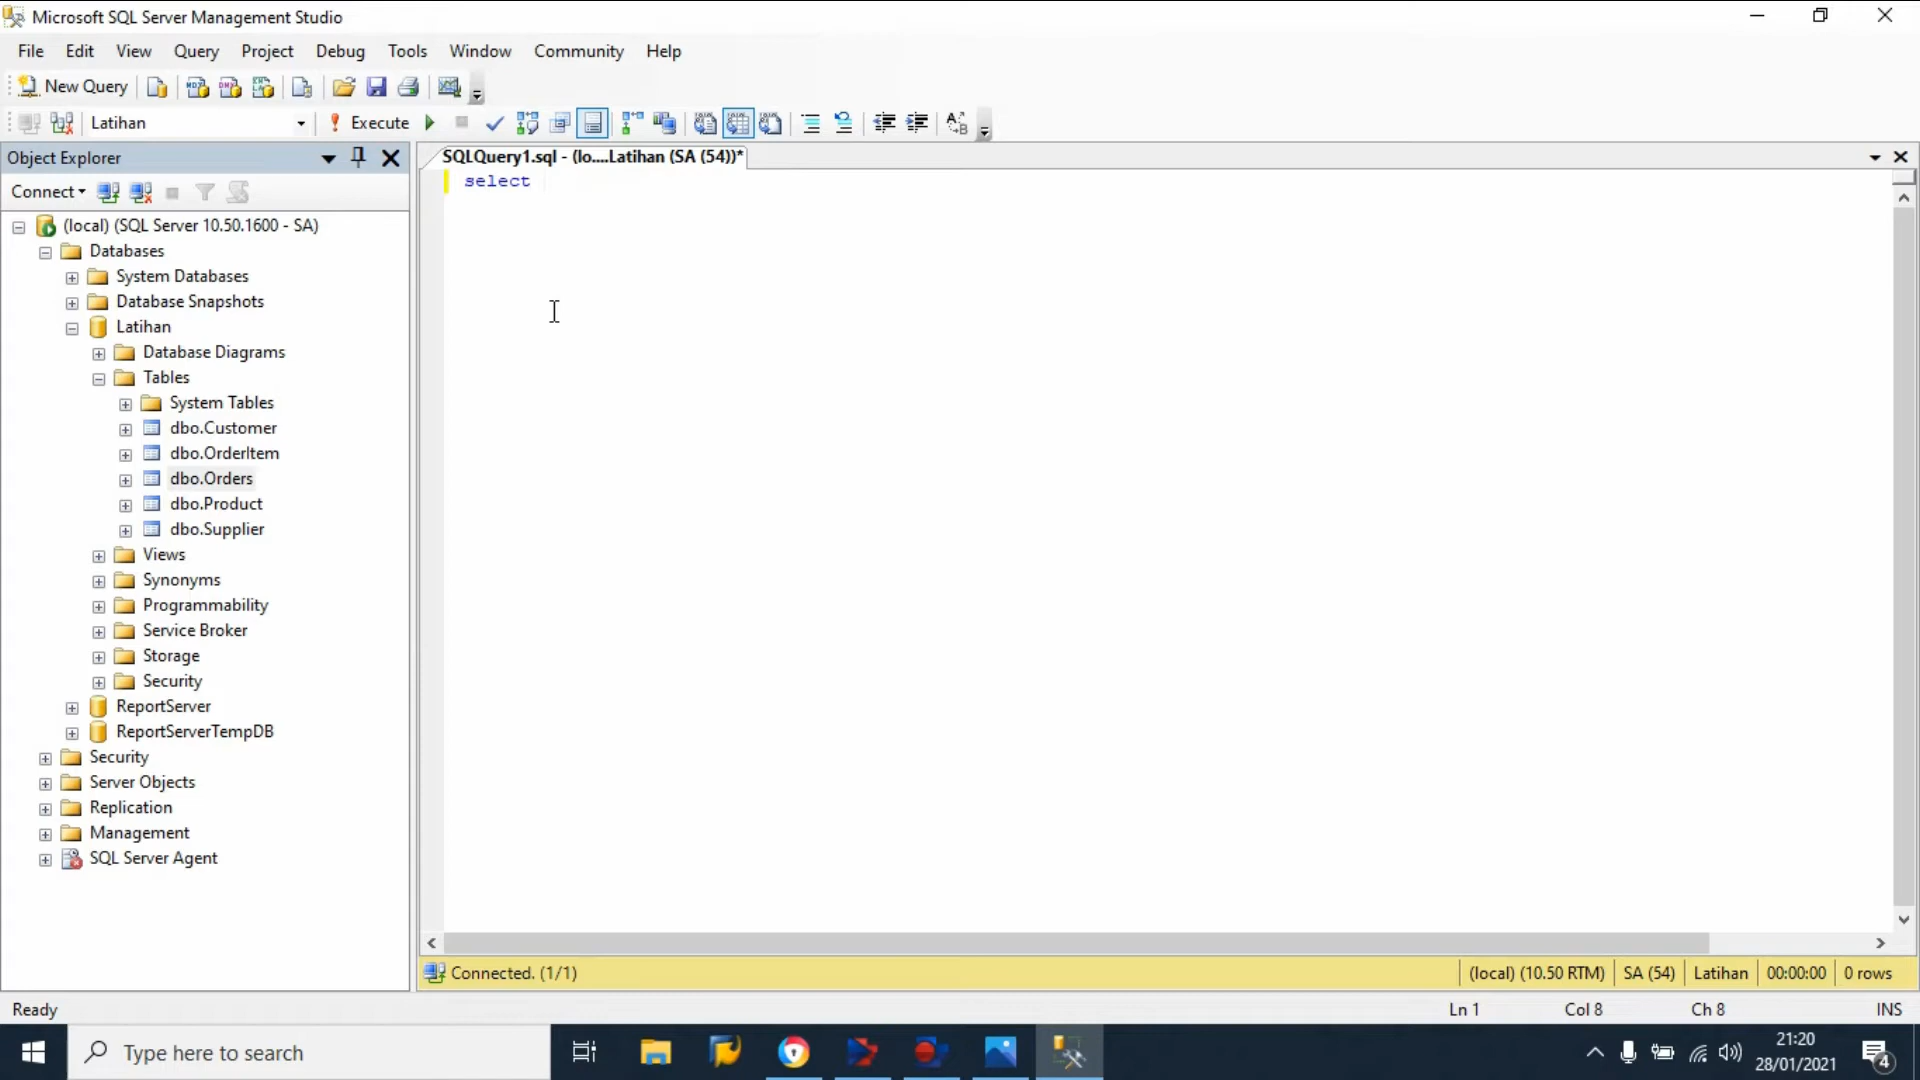 Microsoft SQL Server Management Studio
File Edit View Query Project Debug Tools Window Community Help
New Query
Latihan Execute
Object Explorer
SQLQuery1.sql - (lo....Latihan (SA (54))*
Connect
select
(local) (SQL Server 10.50.1600 - SA)
Databases
System Databases
Database Snapshots
Latihan
Database Diagrams
Tables
System Tables
dbo.Customer
dbo.OrderItem
dbo.Orders
dbo.Product
dbo.Supplier
Views
Synonyms
Programmability
Service Broker
Storage
Security
ReportServer
ReportServerTempDB
Security
Server Objects
Replication
Management
SQL Server Agent
Connected. (1/1) (local) (10.50 RTM) SA (54) Latihan 00:00:00 0 rows
Ready Ln 1 Col 8 Ch 8 INS
Type here to search
21:20
28/01/2021
4